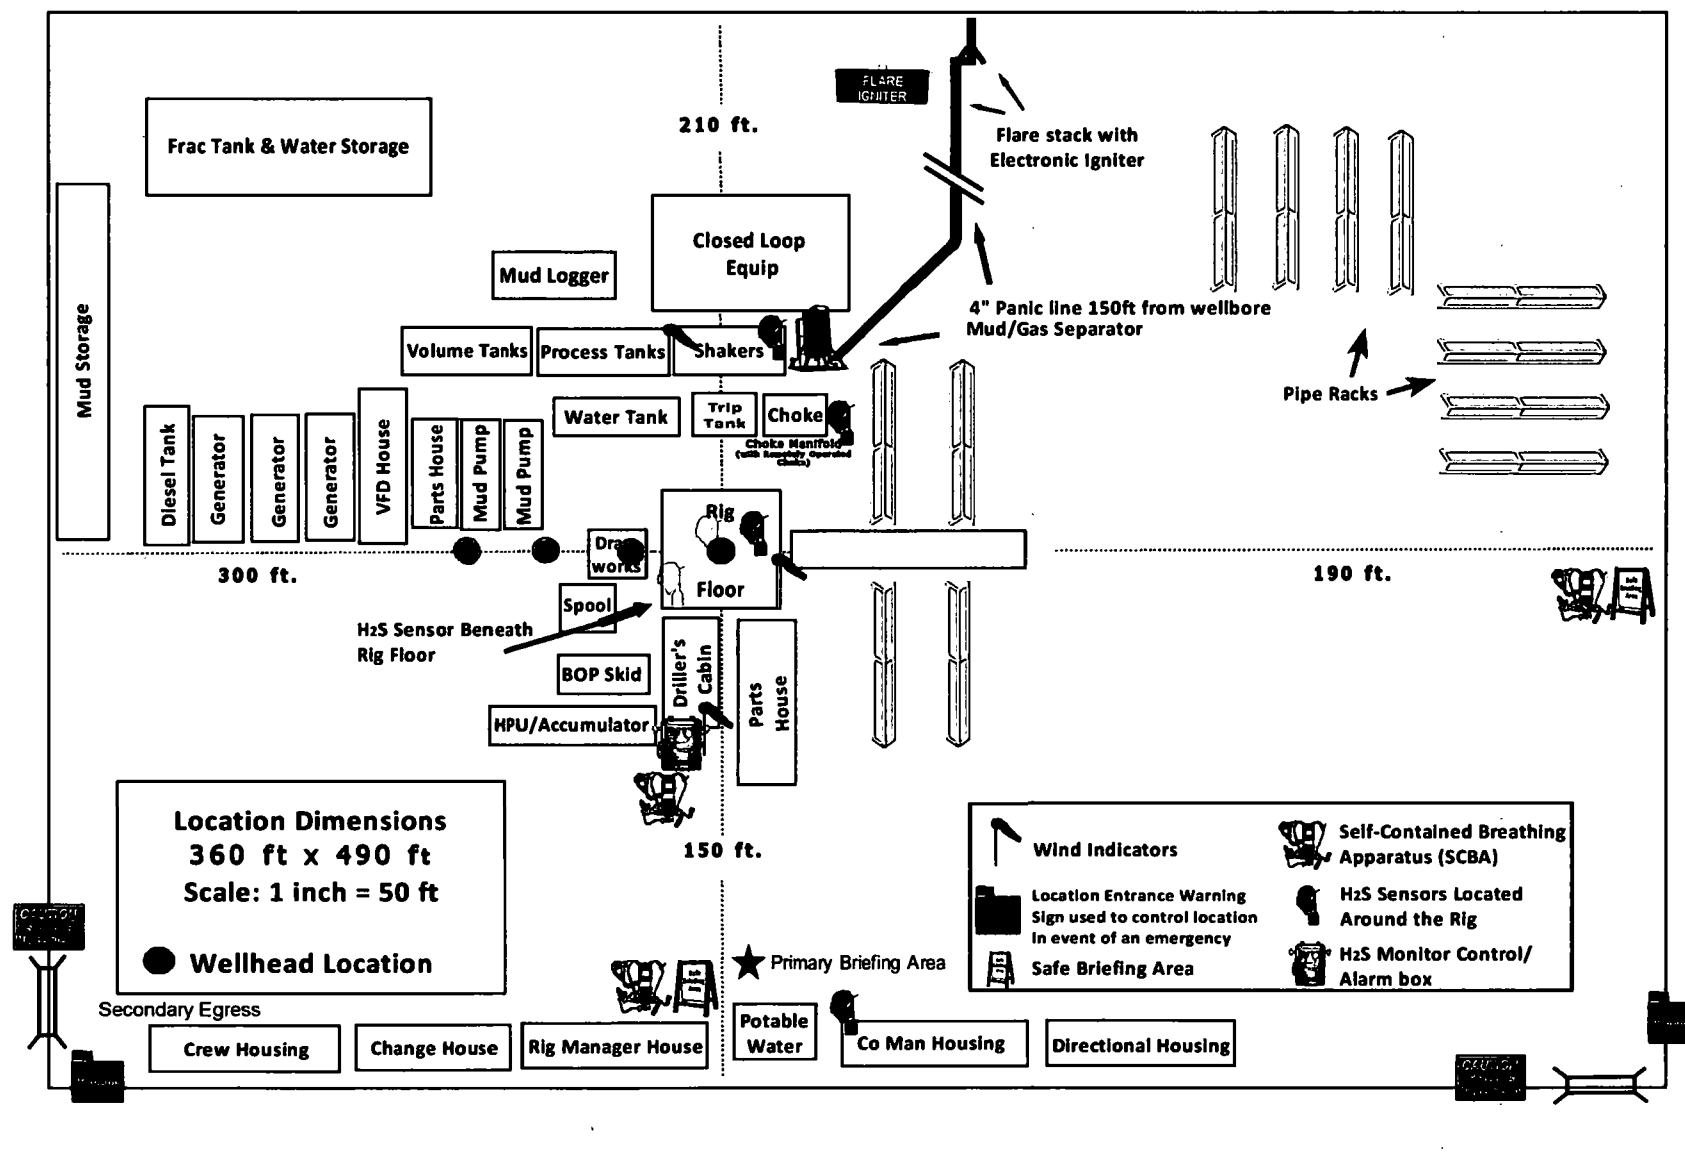 FLARE
IGNITER
210 ft.
Flare stack with
Electronic Igniter
Frac Tank & Water Storage
Closed Loop
Equip
Mud Logger
4" Panic line 150ft from wellbore
Mud/Gas Separator
Mud Storage
Volume Tanks
Process Tanks
Shakers
Pipe Racks
Water Tank
Trip
Tank
Choke
Choke Manifold
(with Remotely Operated
Choke)
Diesel Tank
Generator
Generator
Generator
VFD House
Parts House
Mud Pump
Mud Pump
Rig
Floor
Draw
works
300 ft.
190 ft.
Spool
H2S Sensor Beneath
Rig Floor
BOP Skid
Driller's
Cabin
Parts
House
HPU/Accumulator
Location Dimensions
360 ft x 490 ft
Scale: 1 inch = 50 ft
Wellhead Location
150 ft.
Wind Indicators
Location Entrance Warning
Sign used to control location
in event of an emergency
Safe Briefing Area
Self-Contained Breathing
Apparatus (SCBA)
H2S Sensors Located
Around the Rig
H2S Monitor Control/
Alarm box
CAUTION
Primary Briefing Area
Secondary Egress
Crew Housing
Change House
Rig Manager House
Potable
Water
Co Man Housing
Directional Housing
CAUTION